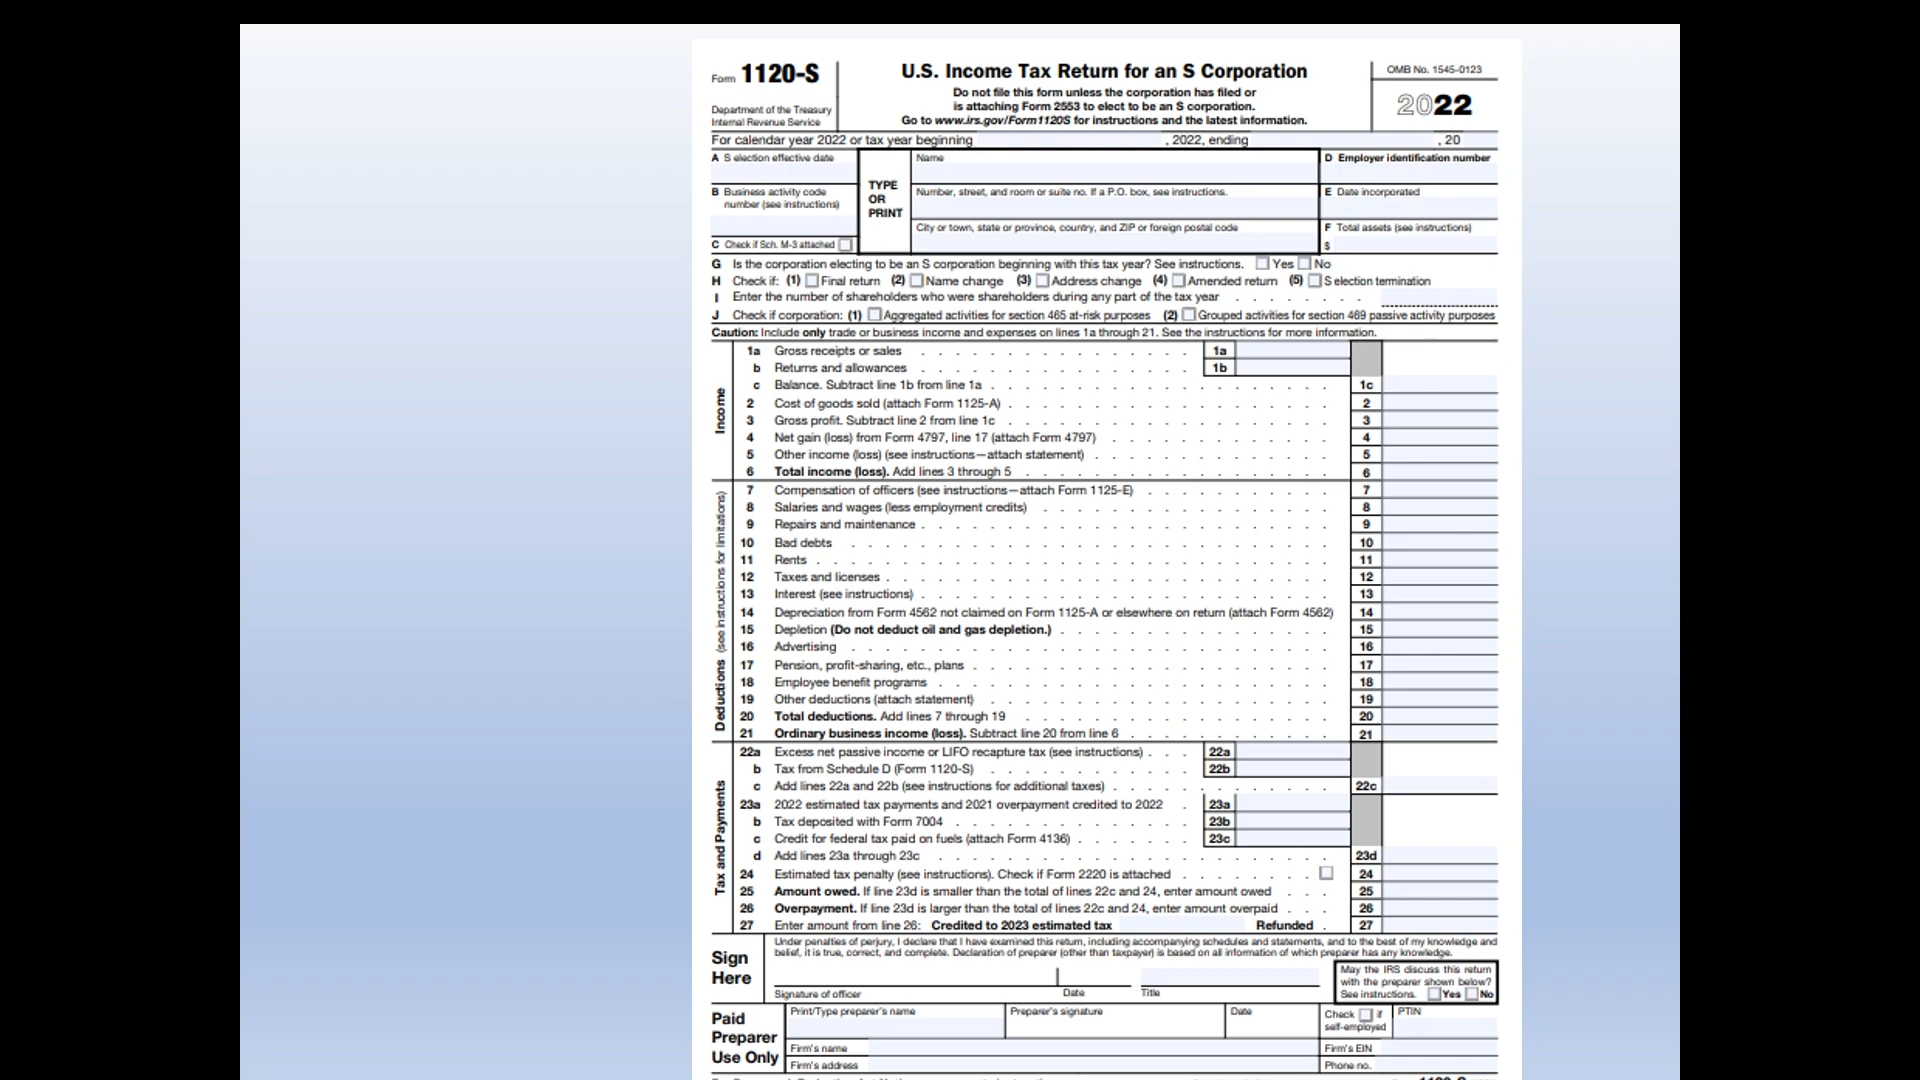 Form 1120-S
Department of the Treasury
Internal Revenue Service
U.S. Income Tax Return for an S Corporation
Do not file this form unless the corporation has filed or
is attaching Form 2553 to elect to be an S corporation.
Go to www.irs.gov/Form1120S for instructions and the latest information.
OMB No. 1545-0123
2022
For calendar year 2022 or tax year beginning , 2022, ending , 20
A S election effective date
B Business activity code
number (see instructions)
C Check if Sch. M-3 attached
TYPE
OR
PRINT
Name
Number, street, and room or suite no. If a P.O. box, see instructions.
City or town, state or province, country, and ZIP or foreign postal code
D Employer identification number
E Date incorporated
F Total assets (see instructions)
$
G Is the corporation electing to be an S corporation beginning with this tax year? See instructions. Yes No
H Check if: (1) Final return (2) Name change (3) Address change (4) Amended return (5) S election termination
I Enter the number of shareholders who were shareholders during any part of the tax year . . . . . . . .
J Check if corporation: (1) Aggregated activities for section 465 at-risk purposes (2) Grouped activities for section 469 passive activity purposes
Caution: Include only trade or business income and expenses on lines 1a through 21. See the instructions for more information.
Income
1a Gross receipts or sales . . . . . . . . . . . . . . . 1a
b Returns and allowances . . . . . . . . . . . . . . . 1b
c Balance. Subtract line 1b from line 1a . . . . . . . . . . . . . . . . . . 1c
2 Cost of goods sold (attach Form 1125-A) . . . . . . . . . . . . . . . . . 2
3 Gross profit. Subtract line 2 from line 1c . . . . . . . . . . . . . . . . . 3
4 Net gain (loss) from Form 4797, line 17 (attach Form 4797) . . . . . . . . . . . . 4
5 Other income (loss) (see instructions—attach statement) . . . . . . . . . . . . . 5
6 Total income (loss). Add lines 3 through 5 . . . . . . . . . . . . . . . . 6
Deductions (see instructions for limitations)
7 Compensation of officers (see instructions—attach Form 1125-E) . . . . . . . . . . 7
8 Salaries and wages (less employment credits) . . . . . . . . . . . . . . . 8
9 Repairs and maintenance . . . . . . . . . . . . . . . . . . . . . 9
10 Bad debts . . . . . . . . . . . . . . . . . . . . . . . . 10
11 Rents . . . . . . . . . . . . . . . . . . . . . . . . . . 11
12 Taxes and licenses . . . . . . . . . . . . . . . . . . . . . . . 12
13 Interest (see instructions) . . . . . . . . . . . . . . . . . . . . . 13
14 Depreciation from Form 4562 not claimed on Form 1125-A or elsewhere on return (attach Form 4562) 14
15 Depletion (Do not deduct oil and gas depletion.) . . . . . . . . . . . . . . 15
16 Advertising . . . . . . . . . . . . . . . . . . . . . . . . 16
17 Pension, profit-sharing, etc., plans . . . . . . . . . . . . . . . . . . 17
18 Employee benefit programs . . . . . . . . . . . . . . . . . . . . 18
19 Other deductions (attach statement) . . . . . . . . . . . . . . . . . . 19
20 Total deductions. Add lines 7 through 19 . . . . . . . . . . . . . . . . 20
21 Ordinary business income (loss). Subtract line 20 from line 6 . . . . . . . . . . . 21
Tax and Payments
22a Excess net passive income or LIFO recapture tax (see instructions) . . . 22a
b Tax from Schedule D (Form 1120-S) . . . . . . . . . . . 22b
c Add lines 22a and 22b (see instructions for additional taxes) . . . . . . . . . . . . 22c
23a 2022 estimated tax payments and 2021 overpayment credited to 2022 . 23a
b Tax deposited with Form 7004 . . . . . . . . . . . . . 23b
c Credit for federal tax paid on fuels (attach Form 4136) . . . . . . 23c
d Add lines 23a through 23c . . . . . . . . . . . . . . . . . . . . 23d
24 Estimated tax penalty (see instructions). Check if Form 2220 is attached . . . . . . . 24
25 Amount owed. If line 23d is smaller than the total of lines 22c and 24, enter amount owed . . . 25
26 Overpayment. If line 23d is larger than the total of lines 22c and 24, enter amount overpaid . . . 26
27 Enter amount from line 26: Credited to 2023 estimated tax Refunded . 27
Sign
Here
Under penalties of perjury, I declare that I have examined this return, including accompanying schedules and statements, and to the best of my knowledge and
belief, it is true, correct, and complete. Declaration of preparer (other than taxpayer) is based on all information of which preparer has any knowledge.
Signature of officer Date Title
May the IRS discuss this return
with the preparer shown below?
See instructions. Yes No
Paid
Preparer
Use Only
Print/Type preparer's name Preparer's signature Date
Check if
self-employed
PTIN
Firm's name Firm's EIN
Firm's address Phone no.